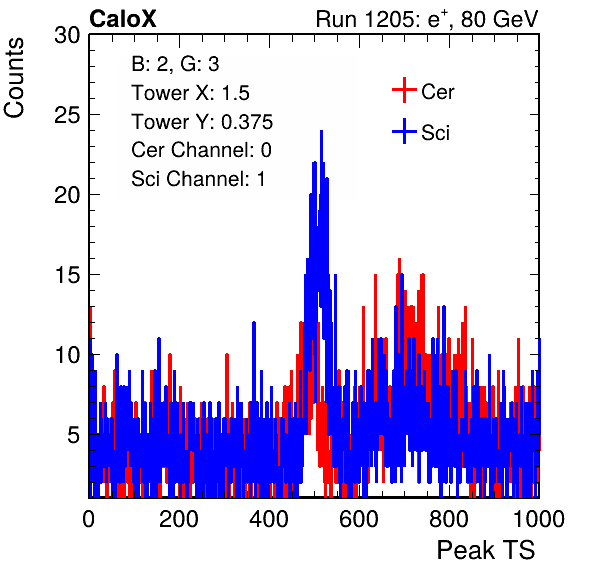 CaloX Run 1205: e⁺, 80 GeV
Counts
30
25
20
15
10
5
B: 2, G: 3
Tower X: 1.5
Tower Y: 0.375
Cer Channel: 0
Sci Channel: 1
Cer
Sci
0 200 400 600 800 1000
Peak TS